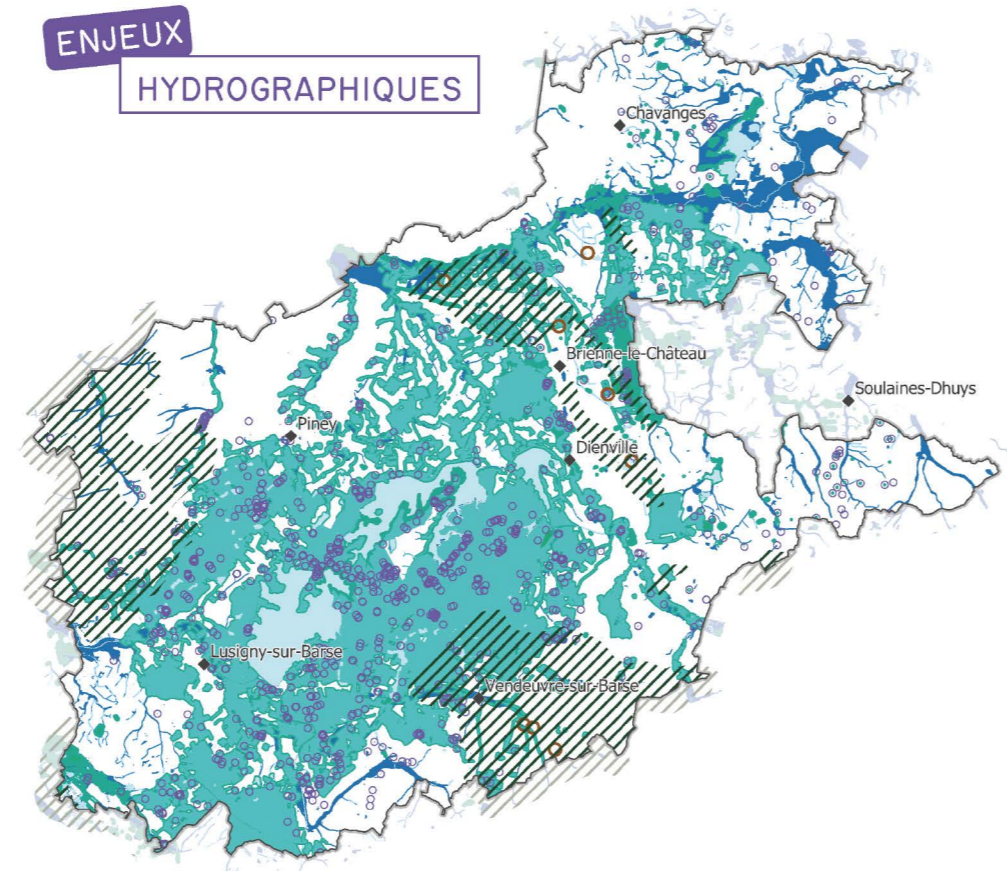 ENJEUX
HYDROGRAPHIQUES
Chavanges
Brienne-le-Château
Soulaines-Dhuys
Piney
Dienville
Lusigny-sur-Barse
Vendeuvre-sur-Barse